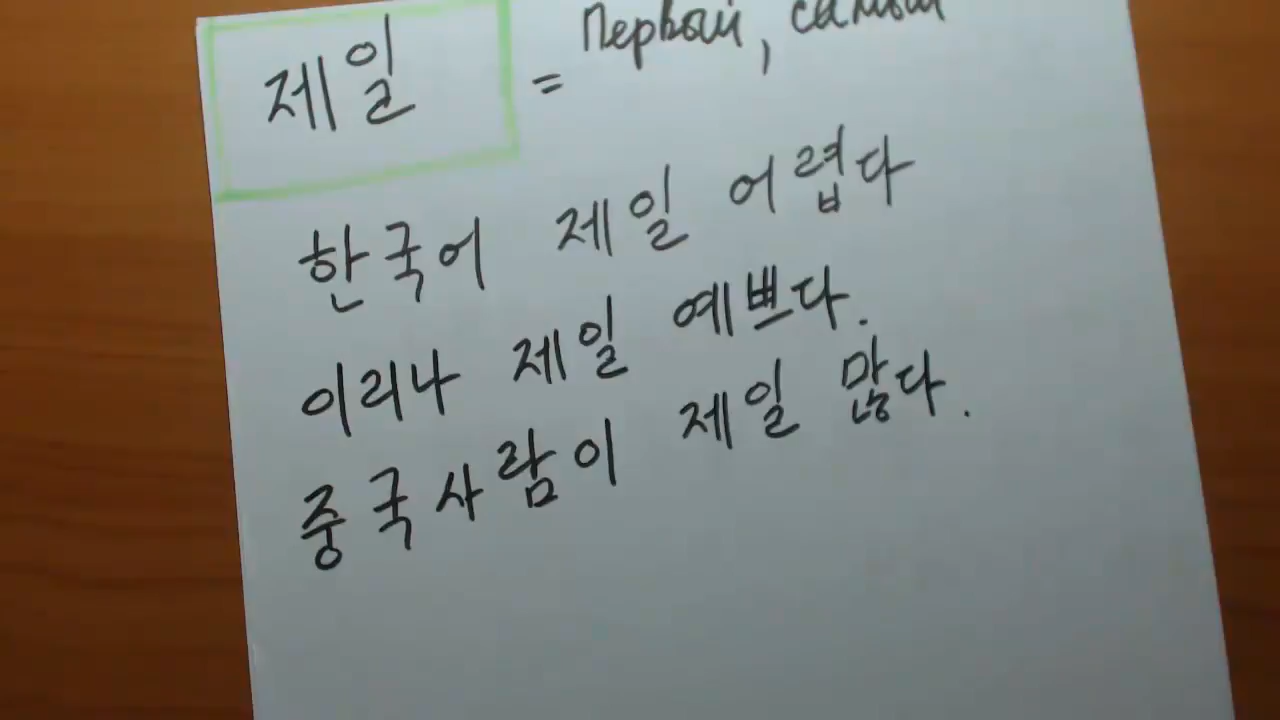 제일 = Первый, самый
한국어 제일 어렵다
이리나 제일 예쁘다.
중국사람이 제일 많다.